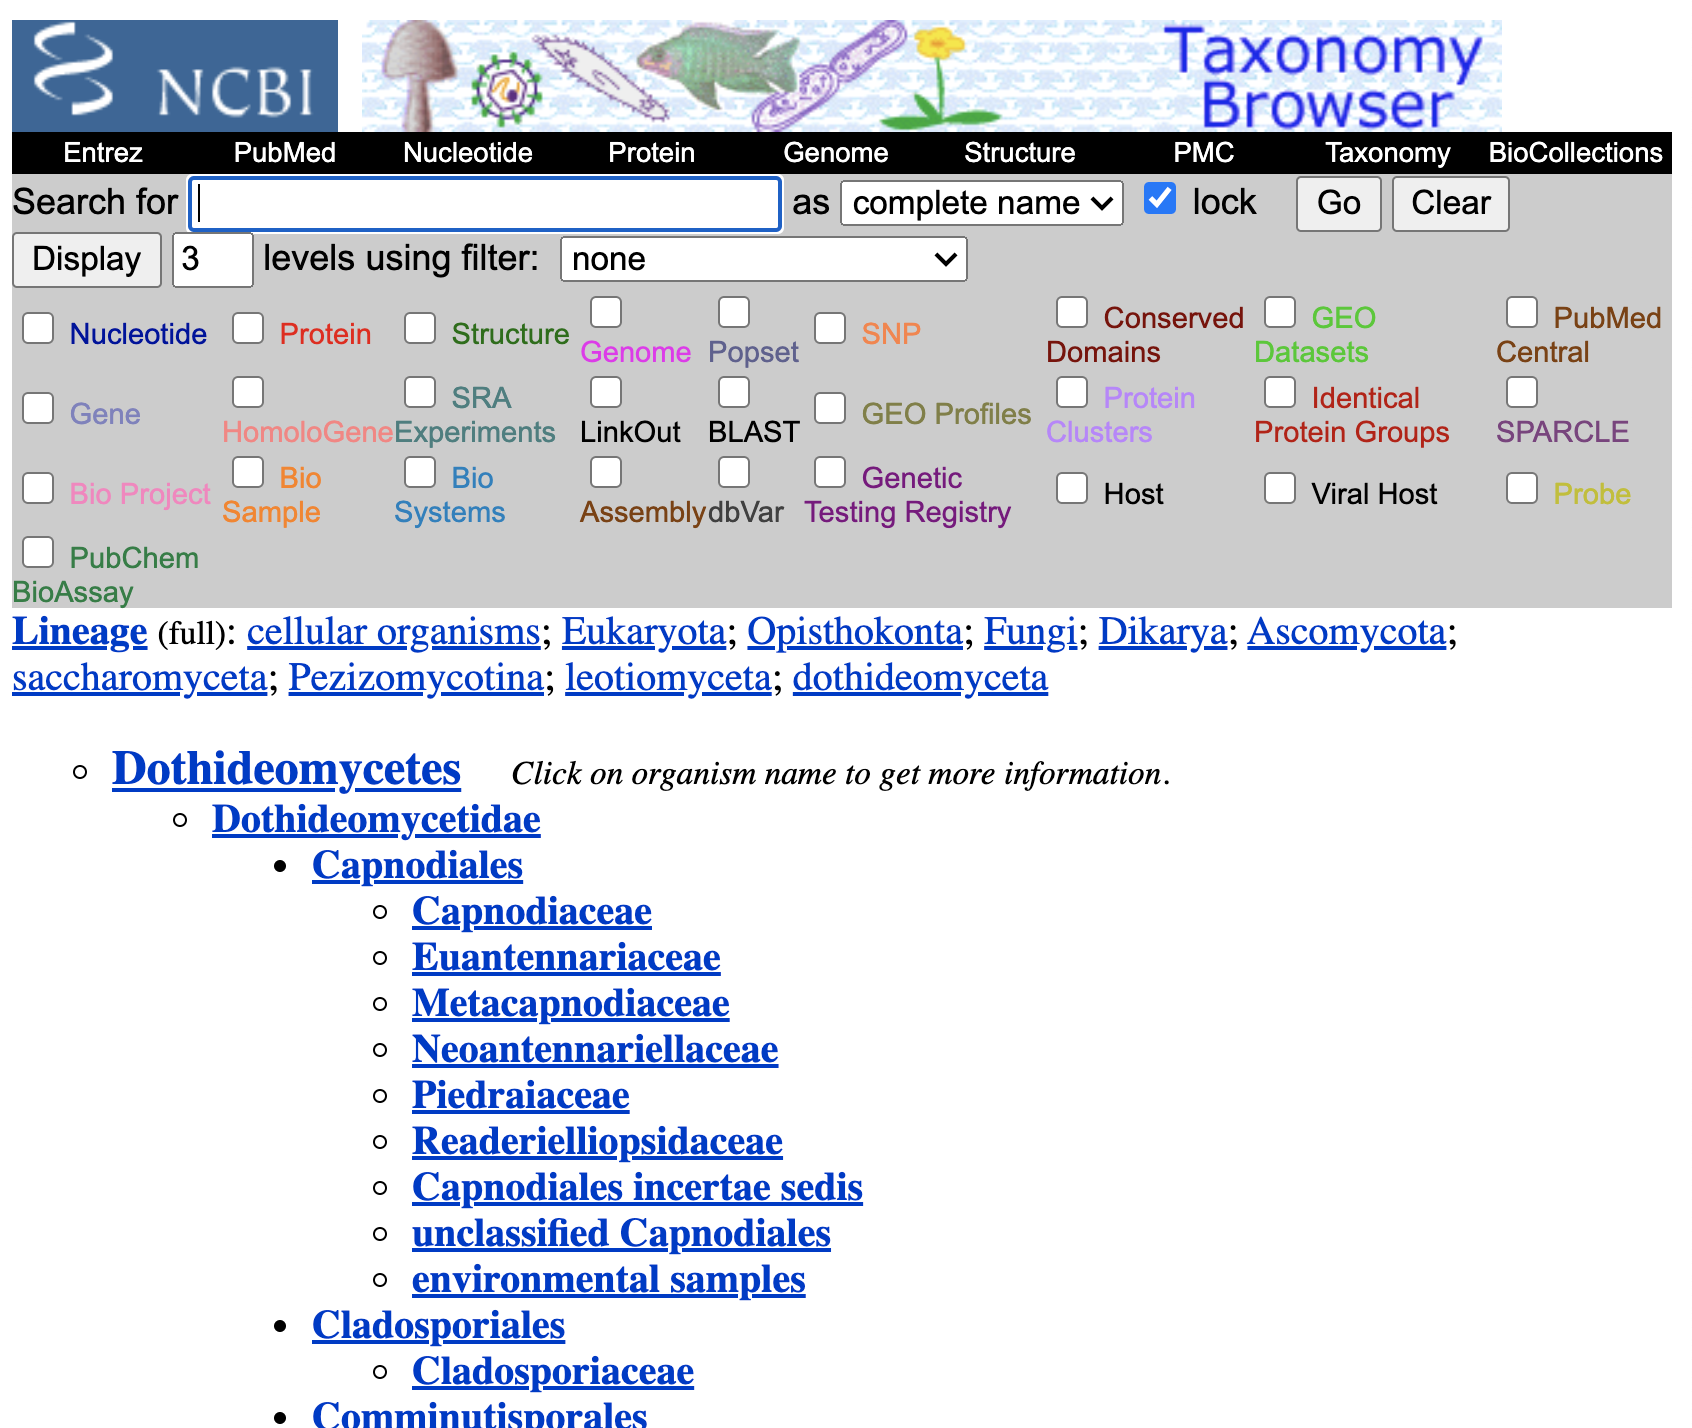 NCBI
Taxonomy
Browser
Entrez PubMed Nucleotide Protein Genome Structure PMC Taxonomy BioCollections
Search for as complete name lock Go Clear
Display 3 levels using filter: none
Nucleotide Protein Structure Genome Popset SNP Conserved Domains GEO Datasets PubMed Central
Gene HomoloGene SRA Experiments LinkOut BLAST GEO Profiles Protein Clusters Identical Protein Groups SPARCLE
Bio Project Bio Sample Bio Systems Assembly dbVar Genetic Testing Registry Host Viral Host Probe
PubChem BioAssay
Lineage (full): cellular organisms; Eukaryota; Opisthokonta; Fungi; Dikarya; Ascomycota;
saccharomyceta; Pezizomycotina; leotiomyceta; dothideomyceta
Dothideomycetes Click on organism name to get more information.
Dothideomycetidae
Capnodiales
Capnodiaceae
Euantennariaceae
Metacapnodiaceae
Neoantennariellaceae
Piedraiaceae
Readerielliopsidaceae
Capnodiales incertae sedis
unclassified Capnodiales
environmental samples
Cladosporiales
Cladosporiaceae
Comminutisporales